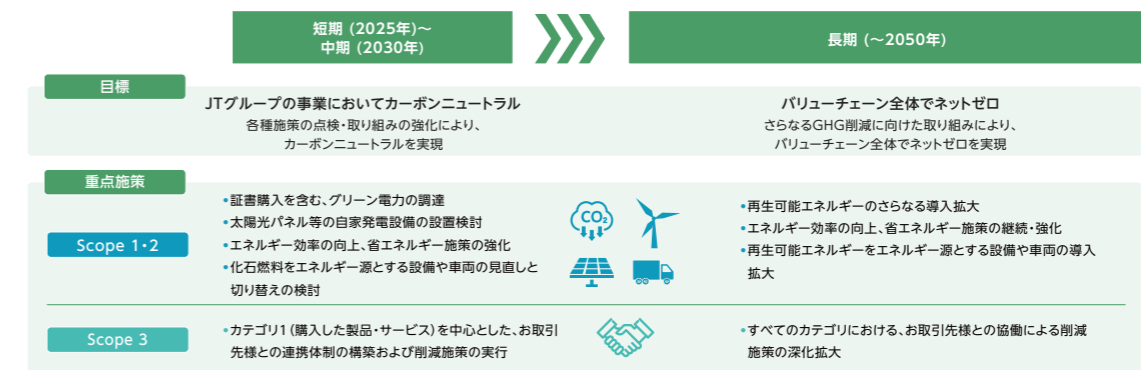 短期 (2025年)～
中期 (2030年)
長期 (～2050年)
目標
JTグループの事業においてカーボンニュートラル
各種施策の点検・取り組みの強化により、
カーボンニュートラルを実現
バリューチェーン全体でネットゼロ
さらなるGHG削減に向けた取り組みにより、
バリューチェーン全体でネットゼロを実現
重点施策
Scope 1・2
•証書購入を含む、グリーン電力の調達
•太陽光パネル等の自家発電設備の設置検討
•エネルギー効率の向上、省エネルギー施策の強化
•化石燃料をエネルギー源とする設備や車両の見直しと
切り替えの検討
CO₂
•再生可能エネルギーのさらなる導入拡大
•エネルギー効率の向上、省エネルギー施策の継続・強化
•再生可能エネルギーをエネルギー源とする設備や車両の導入
拡大
Scope 3
•カテゴリ1（購入した製品・サービス）を中心とした、お取引
先様との連携体制の構築および削減施策の実行
•すべてのカテゴリにおける、お取引先様との協働による削減
施策の深化拡大